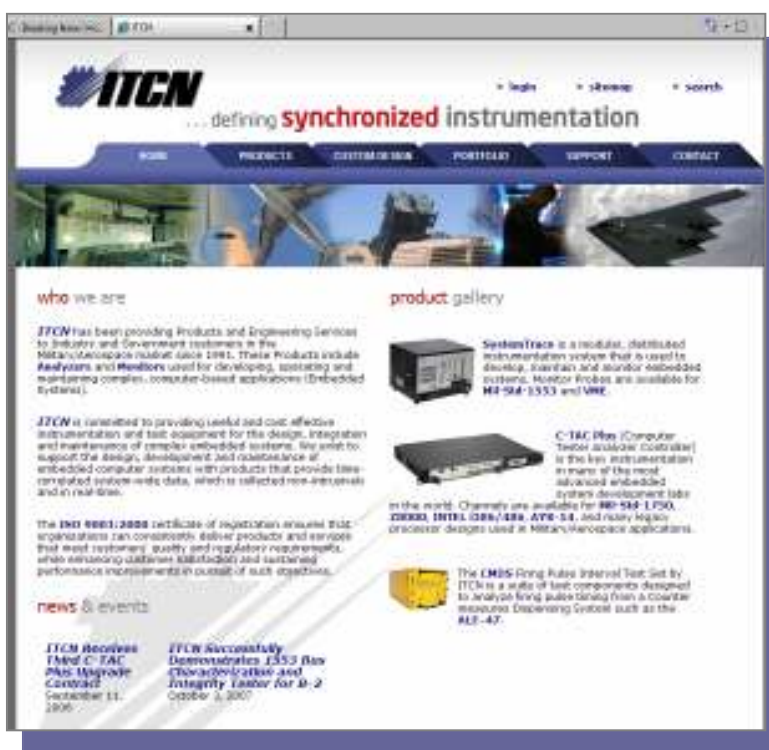 ITCN
ITCN
login sitemap search
... defining synchronized instrumentation
HOME PRODUCTS CUSTOM DESIGN PORTFOLIO SUPPORT CONTACT
who we are
ITCN has been providing Products and Engineering Services
to Industry and Government customers in the
Military/Aerospace market since 1991. These Products include
Analyzers and Monitors used for developing, operating and
maintaining complex, computer-based applications (Embedded
Systems).
ITCN is committed to providing useful and cost effective
instrumentation and test equipment for the design, integration
and maintenance of complex embedded systems. We exist to
support the design, development and maintenance of
embedded computer systems with products that provide time-
correlated system-wide data, which is collected non-intrusively
and in real-time.
The ISO 9001:2000 certificate of registration ensures that
organizations can consistently deliver products and services
that meet customers' quality and regulatory requirements,
while enhancing customer satisfaction and sustaining
performance improvements in pursuit of such objectives.
news & events
ITCN Receives
Third C-TAC
Plus Upgrade
Contract
September 11,
2006
ITCN Successfully
Demonstrates 1553 Bus
Characterization and
Integrity Tester for B-2
October 3, 2007
product gallery
SystemTrace is a modular, distributed
instrumentation system that is used to
develop, maintain and monitor embedded
systems. Monitor Probes are available for
Mil-Std-1553 and VME.
C-TAC Plus (Computer
Tester Analyzer Controller)
is the key instrumentation
in many of the most
advanced embedded
system development labs
in the world. Channels are available for Mil-Std-1750,
Z8000, INTEL i386/486, AYK-14, and many legacy
processor designs used in Military/Aerospace applications.
The CMDS Firing Pulse Interval Test Set by
ITCN is a suite of test components designed
to analyze firing pulse timing from a Counter
measures Dispensing System such as the
ALE-47.